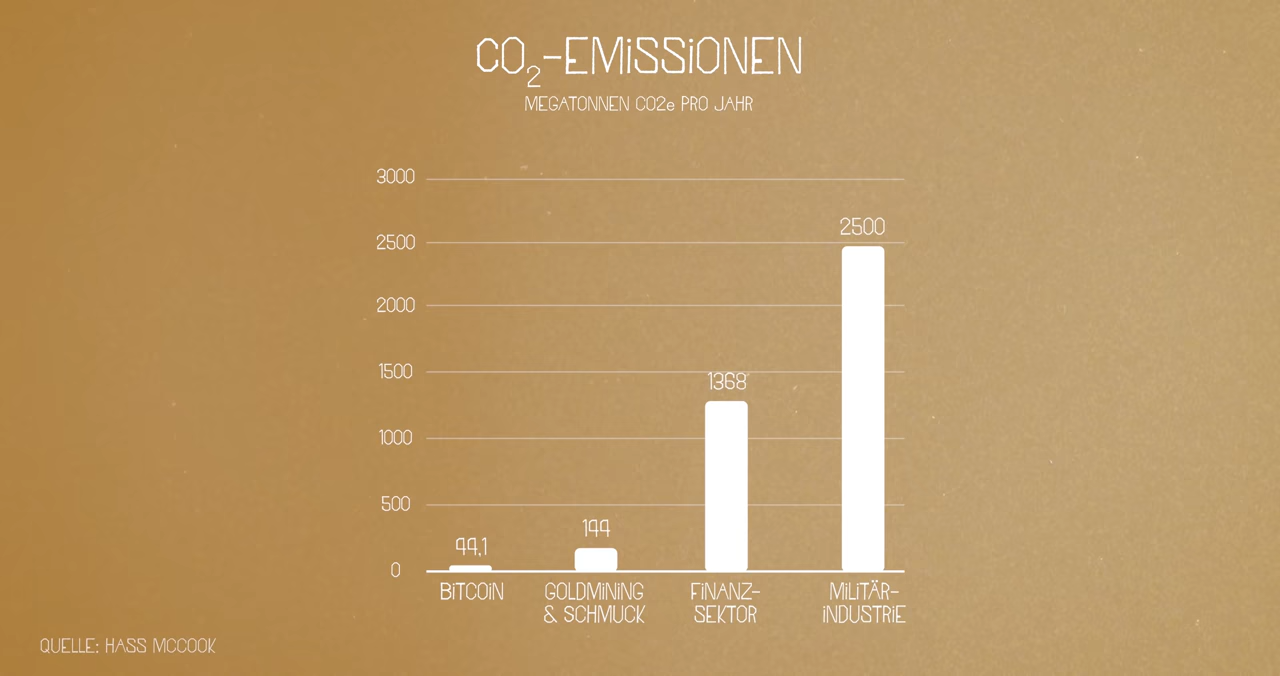 CO₂-EMiSSiONEN
MEGATONNEN CO2e PRO JAHR
3000
2500
2500
2000
1500
1368
1000
500
144
44,1
0
BiTCOiN
GOLDMiNiNG
& SCHMUCK
FiNANZ-
SEKTOR
MiLiTÄR-
iNDUSTRiE
QUELLE: HASS MCCOOK